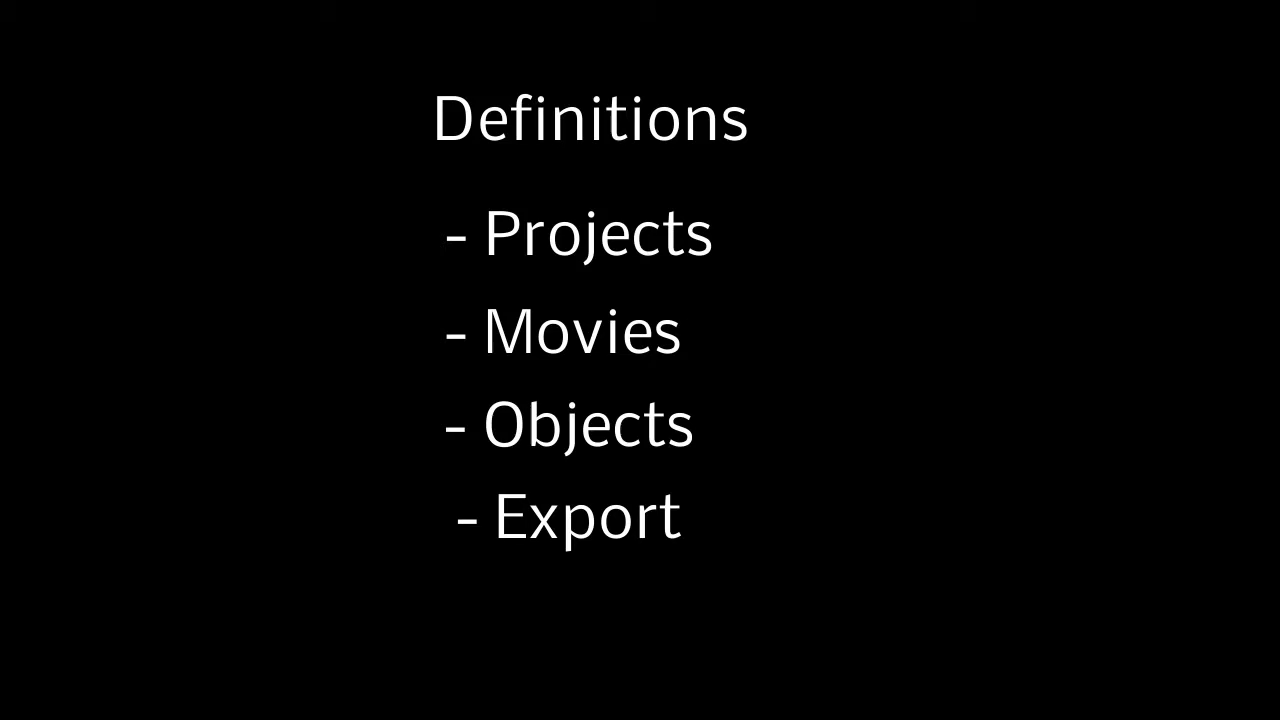 Definitions
- Projects
- Movies
- Objects
- Export